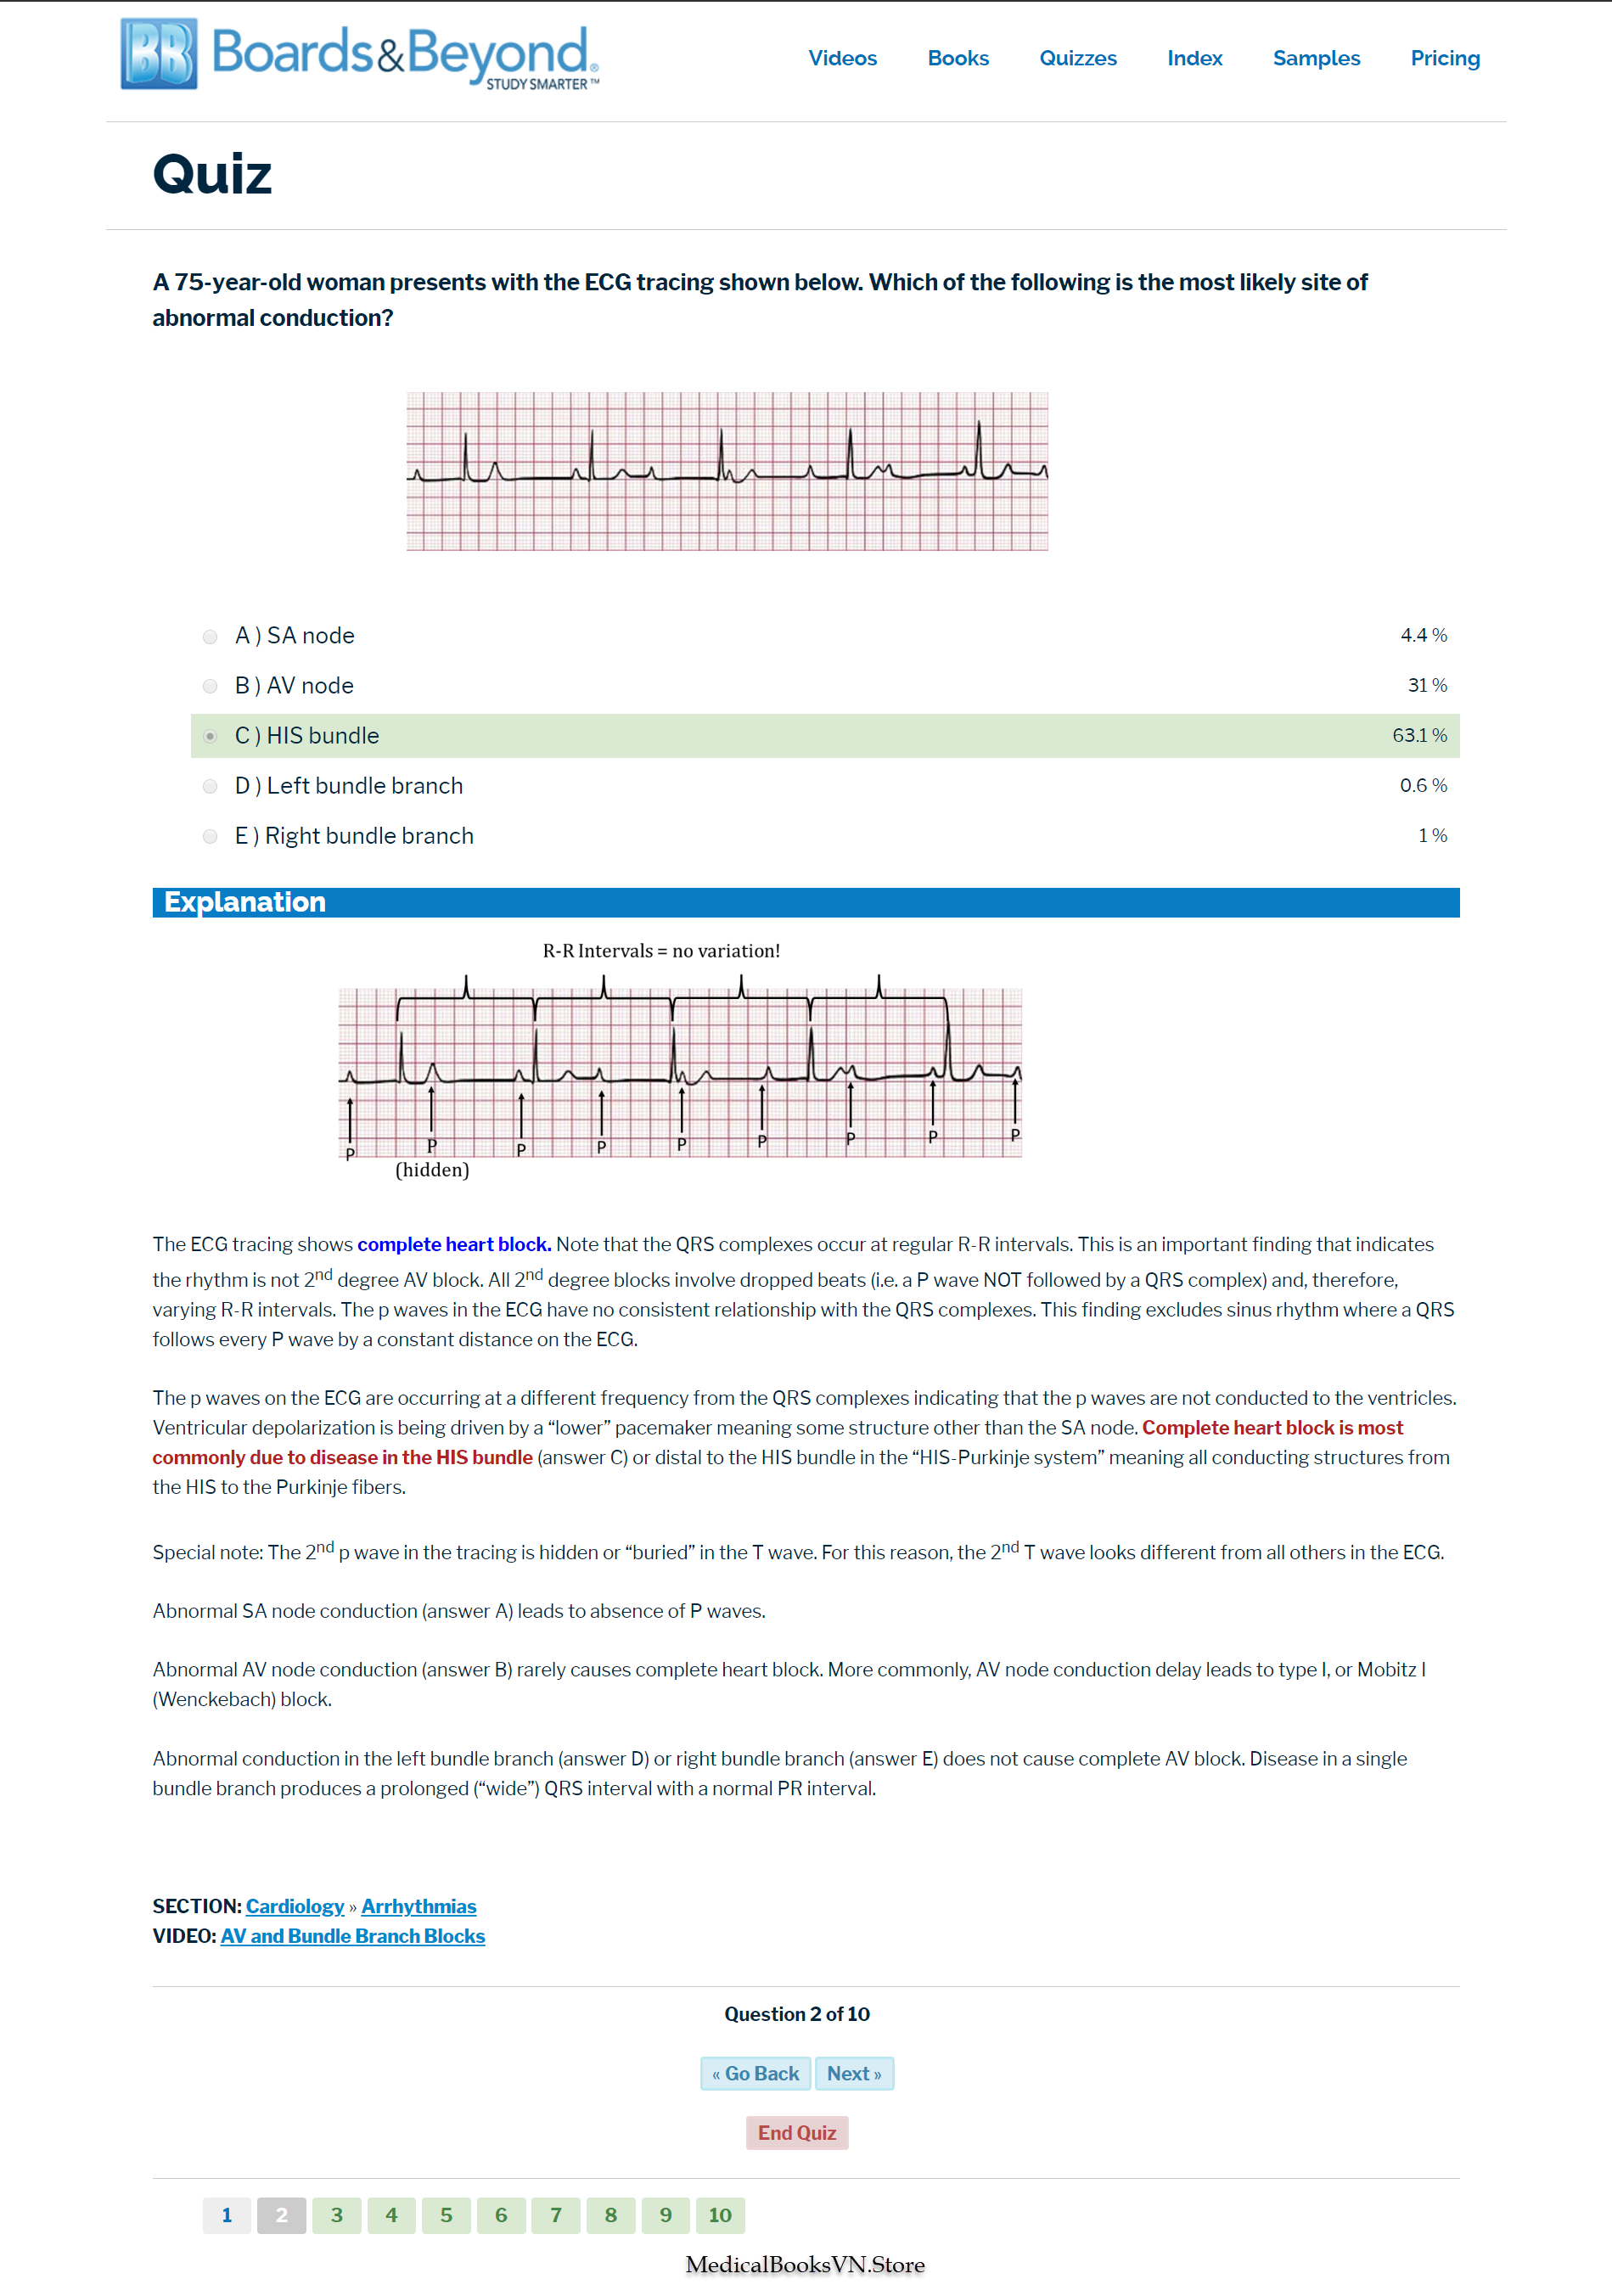 BB Boards&Beyond®
STUDY SMARTER™
Videos Books Quizzes Index Samples Pricing
Quiz
A 75-year-old woman presents with the ECG tracing shown below. Which of the following is the most likely site of
abnormal conduction?
A ) SA node 4.4 %
B ) AV node 31 %
C ) HIS bundle 63.1 %
D ) Left bundle branch 0.6 %
E ) Right bundle branch 1 %
Explanation
R-R Intervals = no variation!
P P P P P P P P P
(hidden)
The ECG tracing shows complete heart block. Note that the QRS complexes occur at regular R-R intervals. This is an important finding that indicates
the rhythm is not 2nd degree AV block. All 2nd degree blocks involve dropped beats (i.e. a P wave NOT followed by a QRS complex) and, therefore,
varying R-R intervals. The p waves in the ECG have no consistent relationship with the QRS complexes. This finding excludes sinus rhythm where a QRS
follows every P wave by a constant distance on the ECG.
The p waves on the ECG are occurring at a different frequency from the QRS complexes indicating that the p waves are not conducted to the ventricles.
Ventricular depolarization is being driven by a “lower” pacemaker meaning some structure other than the SA node. Complete heart block is most
commonly due to disease in the HIS bundle (answer C) or distal to the HIS bundle in the “HIS-Purkinje system” meaning all conducting structures from
the HIS to the Purkinje fibers.
Special note: The 2nd p wave in the tracing is hidden or “buried” in the T wave. For this reason, the 2nd T wave looks different from all others in the ECG.
Abnormal SA node conduction (answer A) leads to absence of P waves.
Abnormal AV node conduction (answer B) rarely causes complete heart block. More commonly, AV node conduction delay leads to type I, or Mobitz I
(Wenckebach) block.
Abnormal conduction in the left bundle branch (answer D) or right bundle branch (answer E) does not cause complete AV block. Disease in a single
bundle branch produces a prolonged (“wide”) QRS interval with a normal PR interval.
SECTION: Cardiology » Arrhythmias
VIDEO: AV and Bundle Branch Blocks
Question 2 of 10
« Go Back Next »
End Quiz
1 2 3 4 5 6 7 8 9 10
MedicalBooksVN.Store